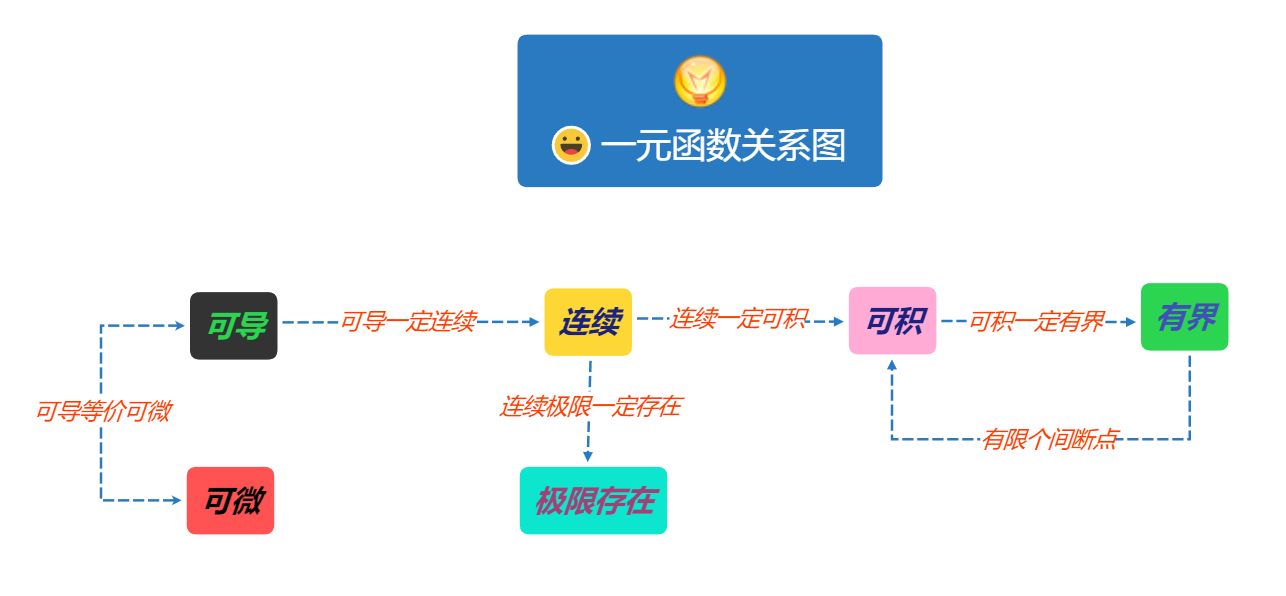 一元函数关系图
可导
可导一定连续
连续
连续一定可积
可积
可积一定有界
有界
可导等价可微
连续极限一定存在
有限个间断点
可微
极限存在